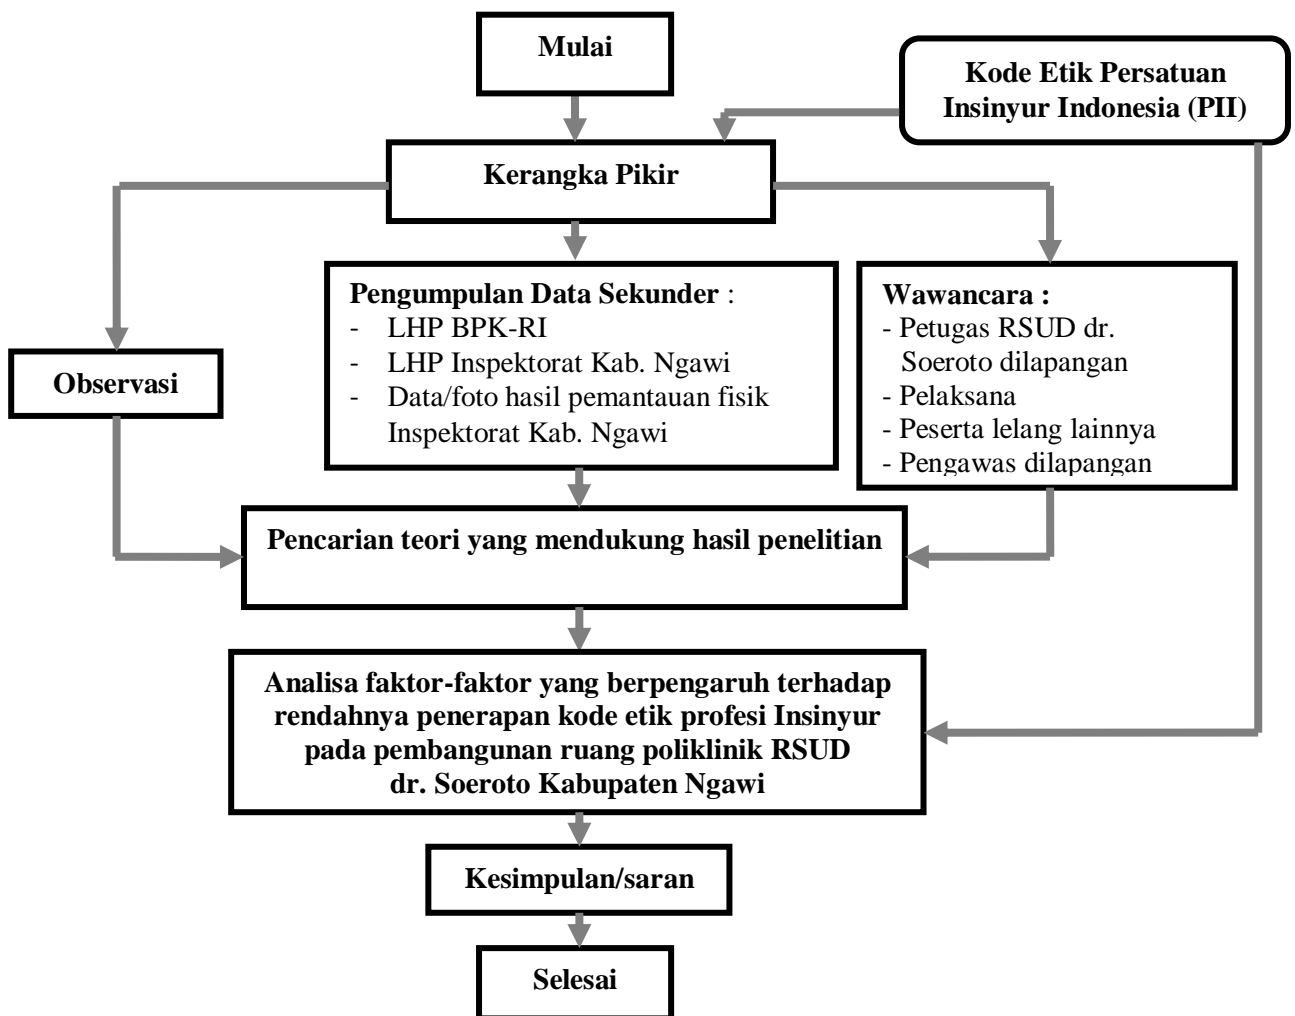 Mulai
Kode Etik Persatuan
Insinyur Indonesia (PII)
Kerangka Pikir
Pengumpulan Data Sekunder :
- LHP BPK-RI
- LHP Inspektorat Kab. Ngawi
- Data/foto hasil pemantauan fisik
Inspektorat Kab. Ngawi
Wawancara :
- Petugas RSUD dr.
Soeroto dilapangan
- Pelaksana
- Peserta lelang lainnya
- Pengawas dilapangan
Observasi
Pencarian teori yang mendukung hasil penelitian
Analisa faktor-faktor yang berpengaruh terhadap
rendahnya penerapan kode etik profesi Insinyur
pada pembangunan ruang poliklinik RSUD
dr. Soeroto Kabupaten Ngawi
Kesimpulan/saran
Selesai